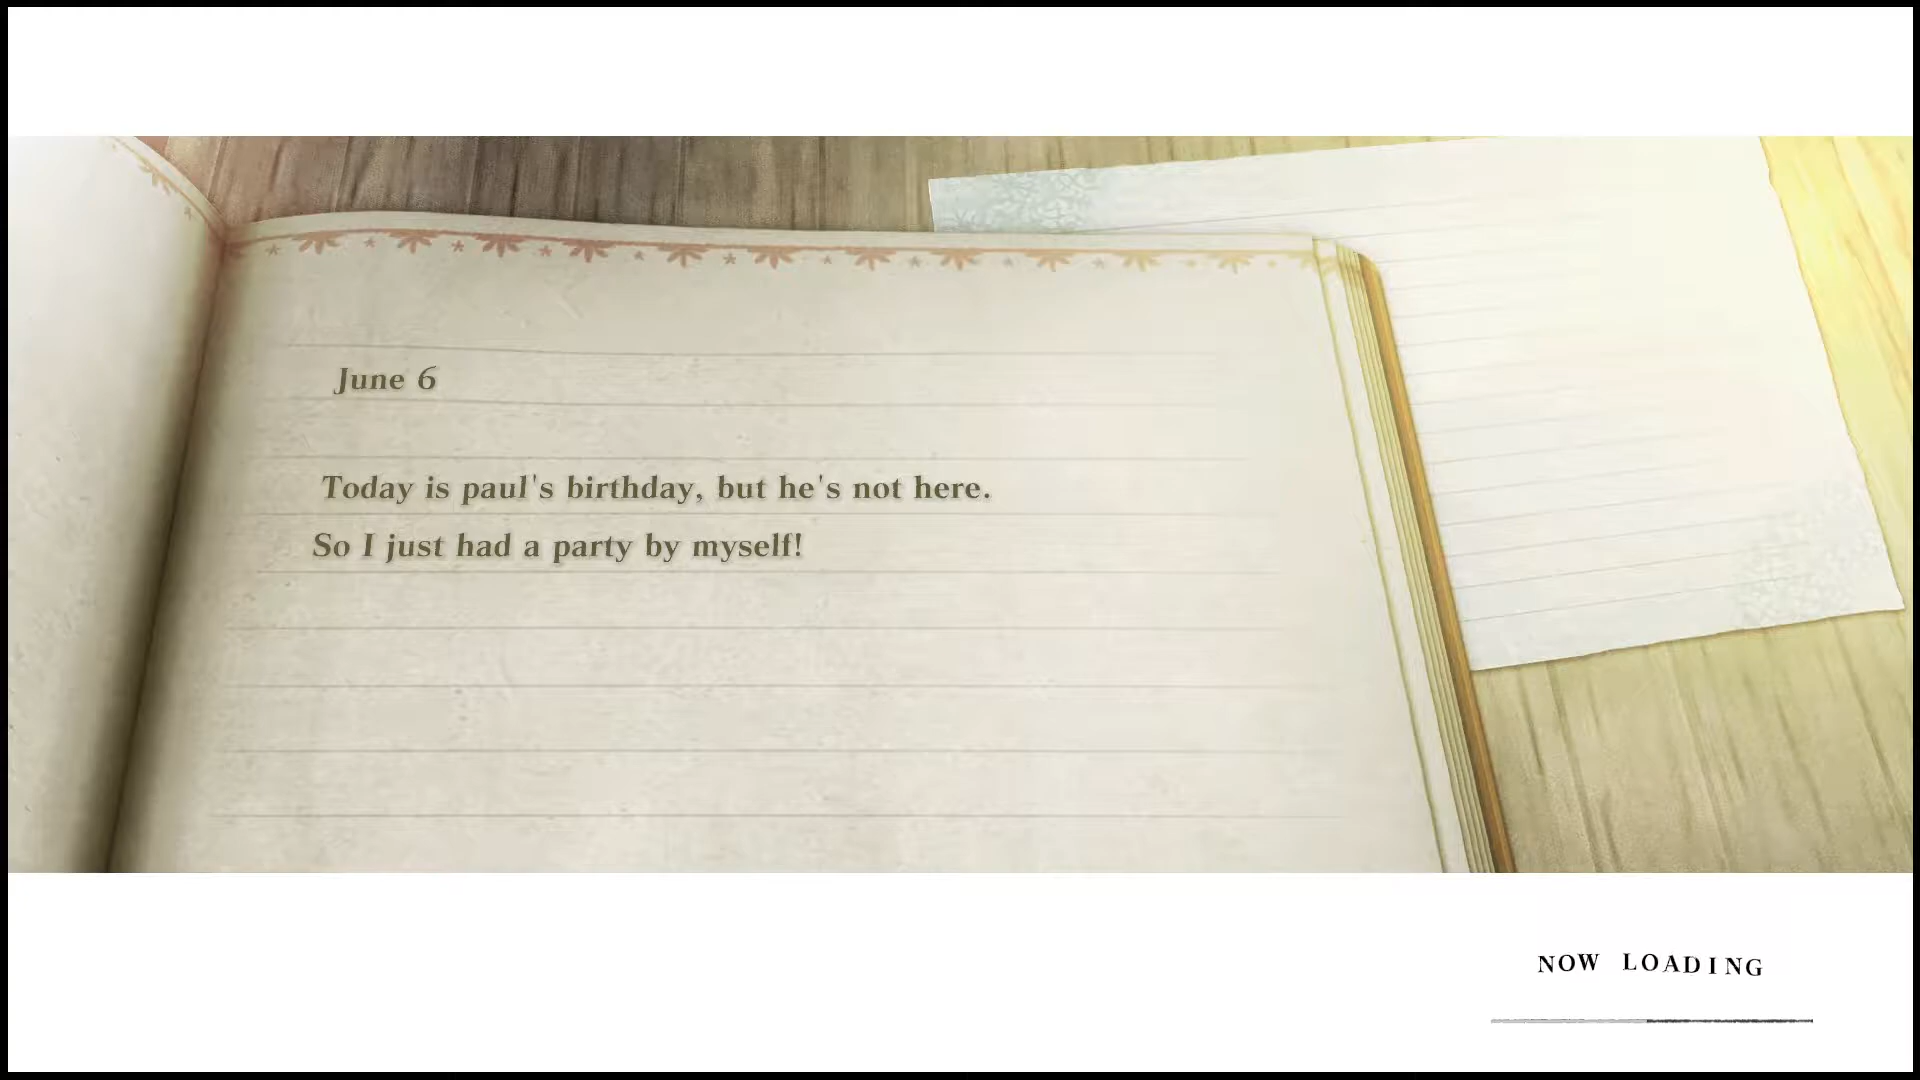 June 6
Today is paul's birthday, but he's not here.
So I just had a party by myself!
NOW LOADING